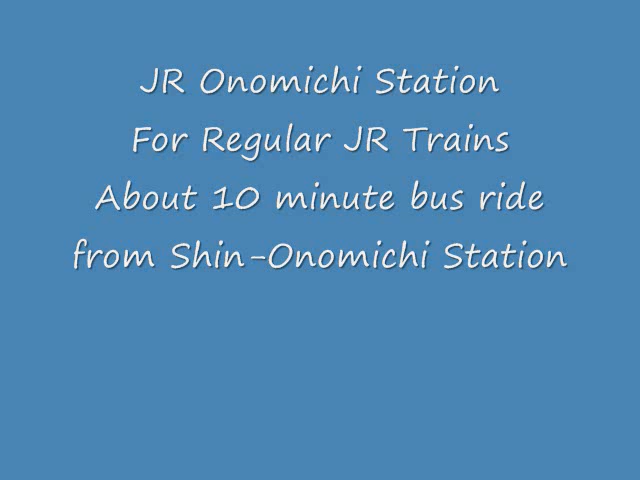 JR Onomichi Station
For Regular JR Trains
About 10 minute bus ride
from Shin-Onomichi Station